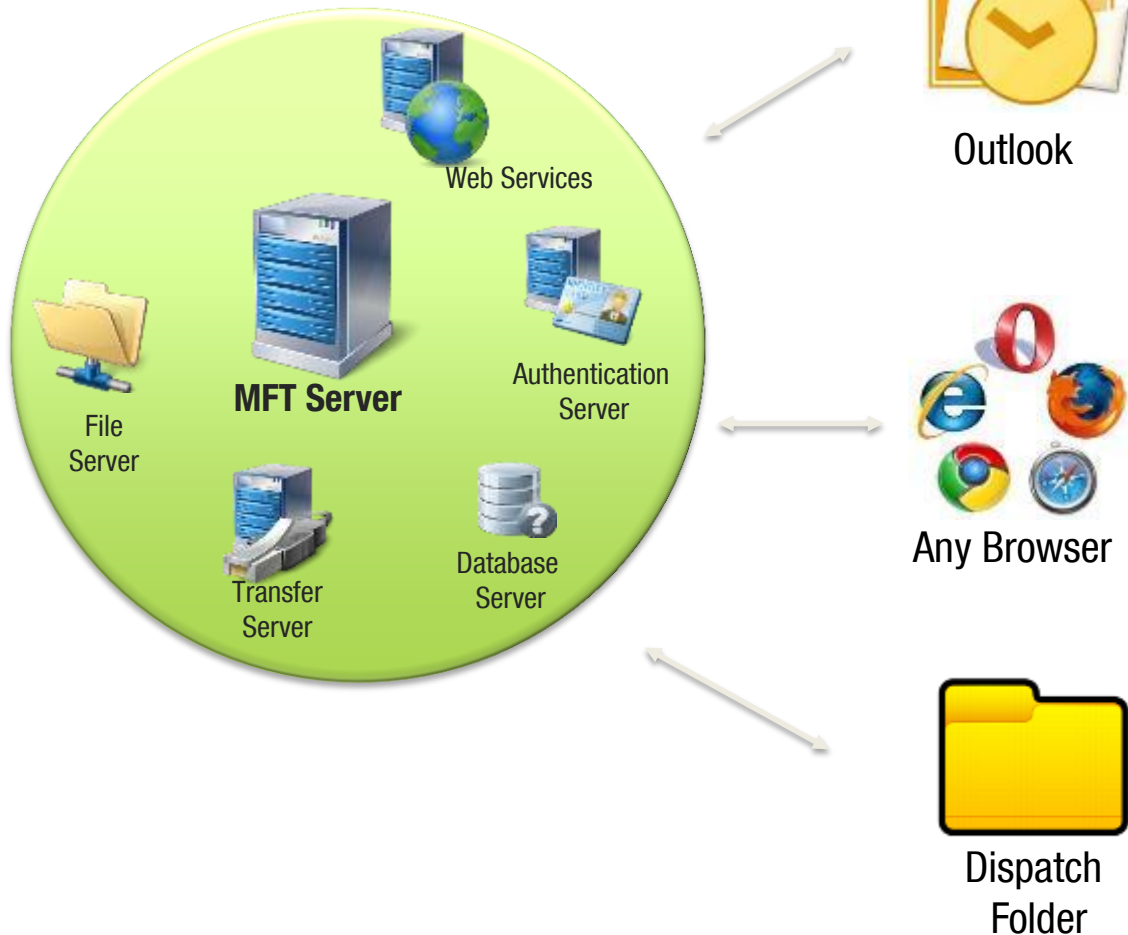 Outlook
Web Services
MFT Server
Authentication
Server
File
Server
Any Browser
Database
Server
Transfer
Server
Dispatch
Folder